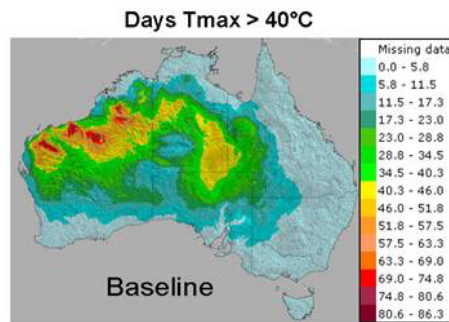 Days Tmax > 40°C
Missing data
0.0 - 5.8
5.8 - 11.5
11.5 - 17.3
17.3 - 23.0
23.0 - 28.8
28.8 - 34.5
34.5 - 40.3
40.3 - 46.0
46.0 - 51.8
51.8 - 57.5
57.5 - 63.3
63.3 - 69.0
69.0 - 74.8
74.8 - 80.6
80.6 - 86.3
Baseline